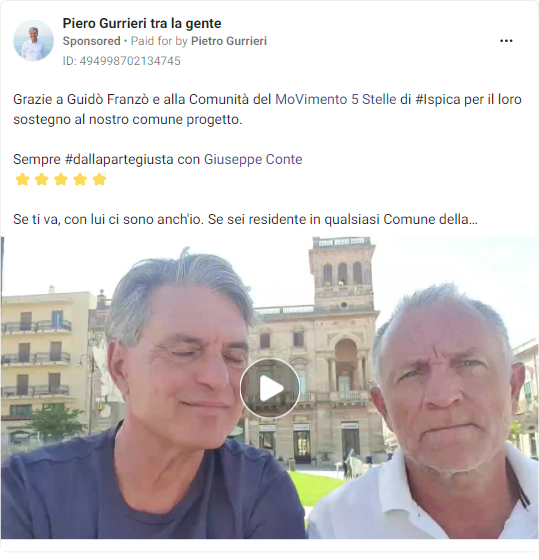 Piero Gurrieri tra la gente
Sponsored • Paid for by Pietro Gurrieri
ID: 494998702134745
Grazie a Guidò Franzò e alla Comunità del MoVimento 5 Stelle di #Ispica per il loro
sostegno al nostro comune progetto.
Sempre #dallapartegiusta con Giuseppe Conte
Se ti va, con lui ci sono anch'io. Se sei residente in qualsiasi Comune della...